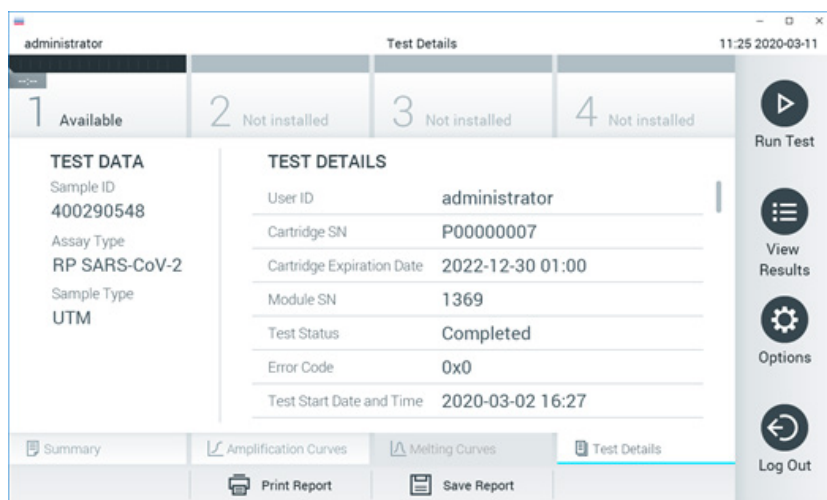 administrator Test Details 11:25 2020-03-11
--:--
1 Available 2 Not installed 3 Not installed 4 Not installed
Run Test
View
Results
Options
Log Out
TEST DATA
Sample ID
400290548
Assay Type
RP SARS-CoV-2
Sample Type
UTM
TEST DETAILS
User ID administrator
Cartridge SN P00000007
Cartridge Expiration Date 2022-12-30 01:00
Module SN 1369
Test Status Completed
Error Code 0x0
Test Start Date and Time 2020-03-02 16:27
Summary Amplification Curves Melting Curves Test Details
Print Report Save Report